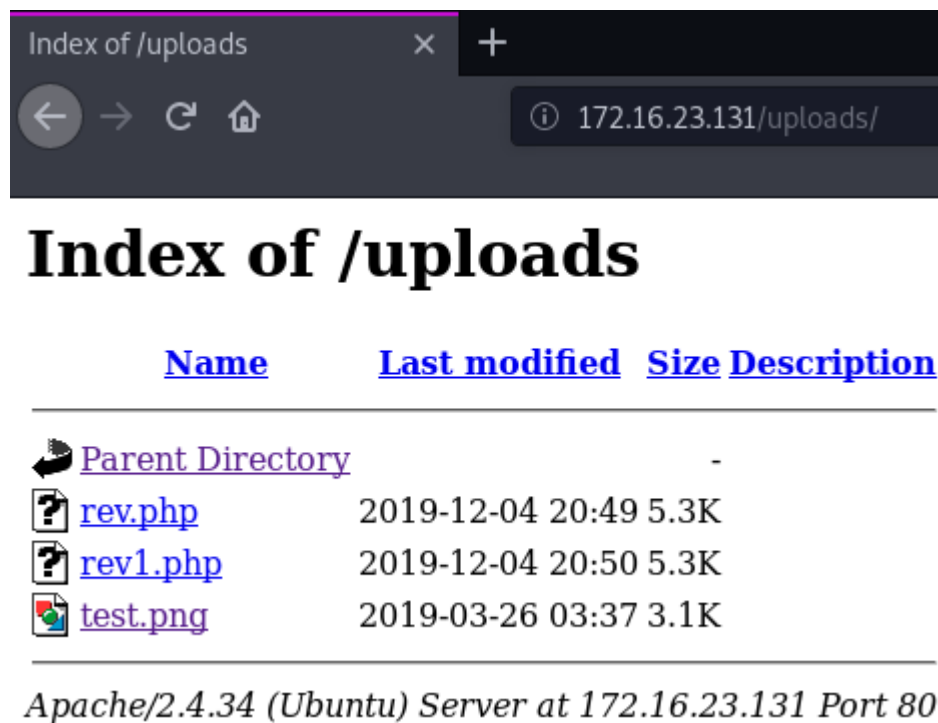 Index of /uploads
172.16.23.131/uploads/
Index of /uploads
Name Last modified Size Description
Parent Directory -
rev.php 2019-12-04 20:49 5.3K
rev1.php 2019-12-04 20:50 5.3K
test.png 2019-03-26 03:37 3.1K
Apache/2.4.34 (Ubuntu) Server at 172.16.23.131 Port 80